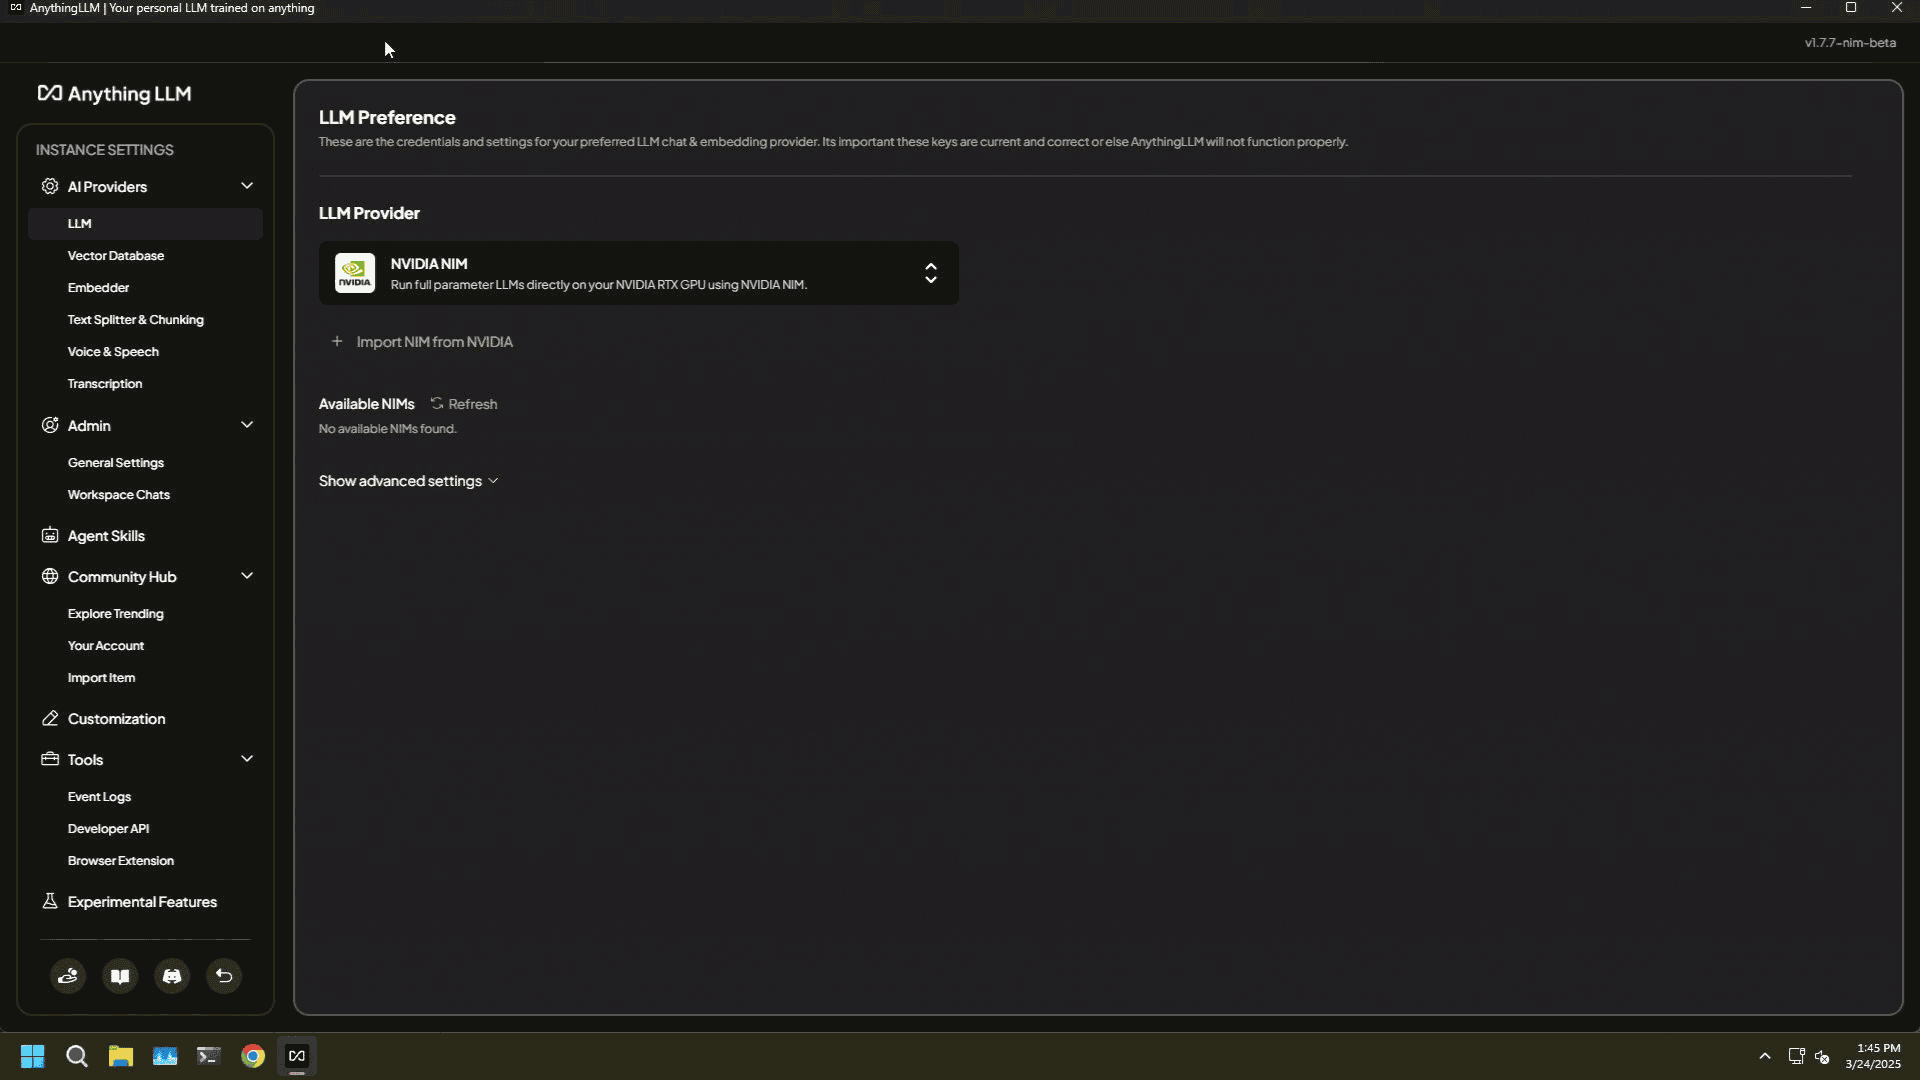 AnythingLLM | Your personal LLM trained on anything
v1.7.7-nim-beta
Anything LLM
INSTANCE SETTINGS
AI Providers
LLM
Vector Database
Embedder
Text Splitter & Chunking
Voice & Speech
Transcription
Admin
General Settings
Workspace Chats
Agent Skills
Community Hub
Explore Trending
Your Account
Import Item
Customization
Tools
Event Logs
Developer API
Browser Extension
Experimental Features
LLM Preference
These are the credentials and settings for your preferred LLM chat & embedding provider. Its important these keys are current and correct or else AnythingLLM will not function properly.
LLM Provider
NVIDIA
NVIDIA NIM
Run full parameter LLMs directly on your NVIDIA RTX GPU using NVIDIA NIM.
Import NIM from NVIDIA
Available NIMs Refresh
No available NIMs found.
Show advanced settings
1:45 PM
3/24/2025